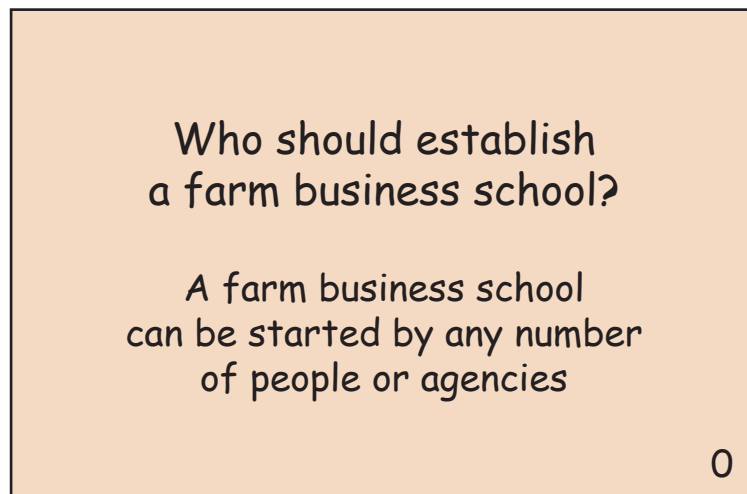 Who should establish
a farm business school?
A farm business school
can be started by any number
of people or agencies
0